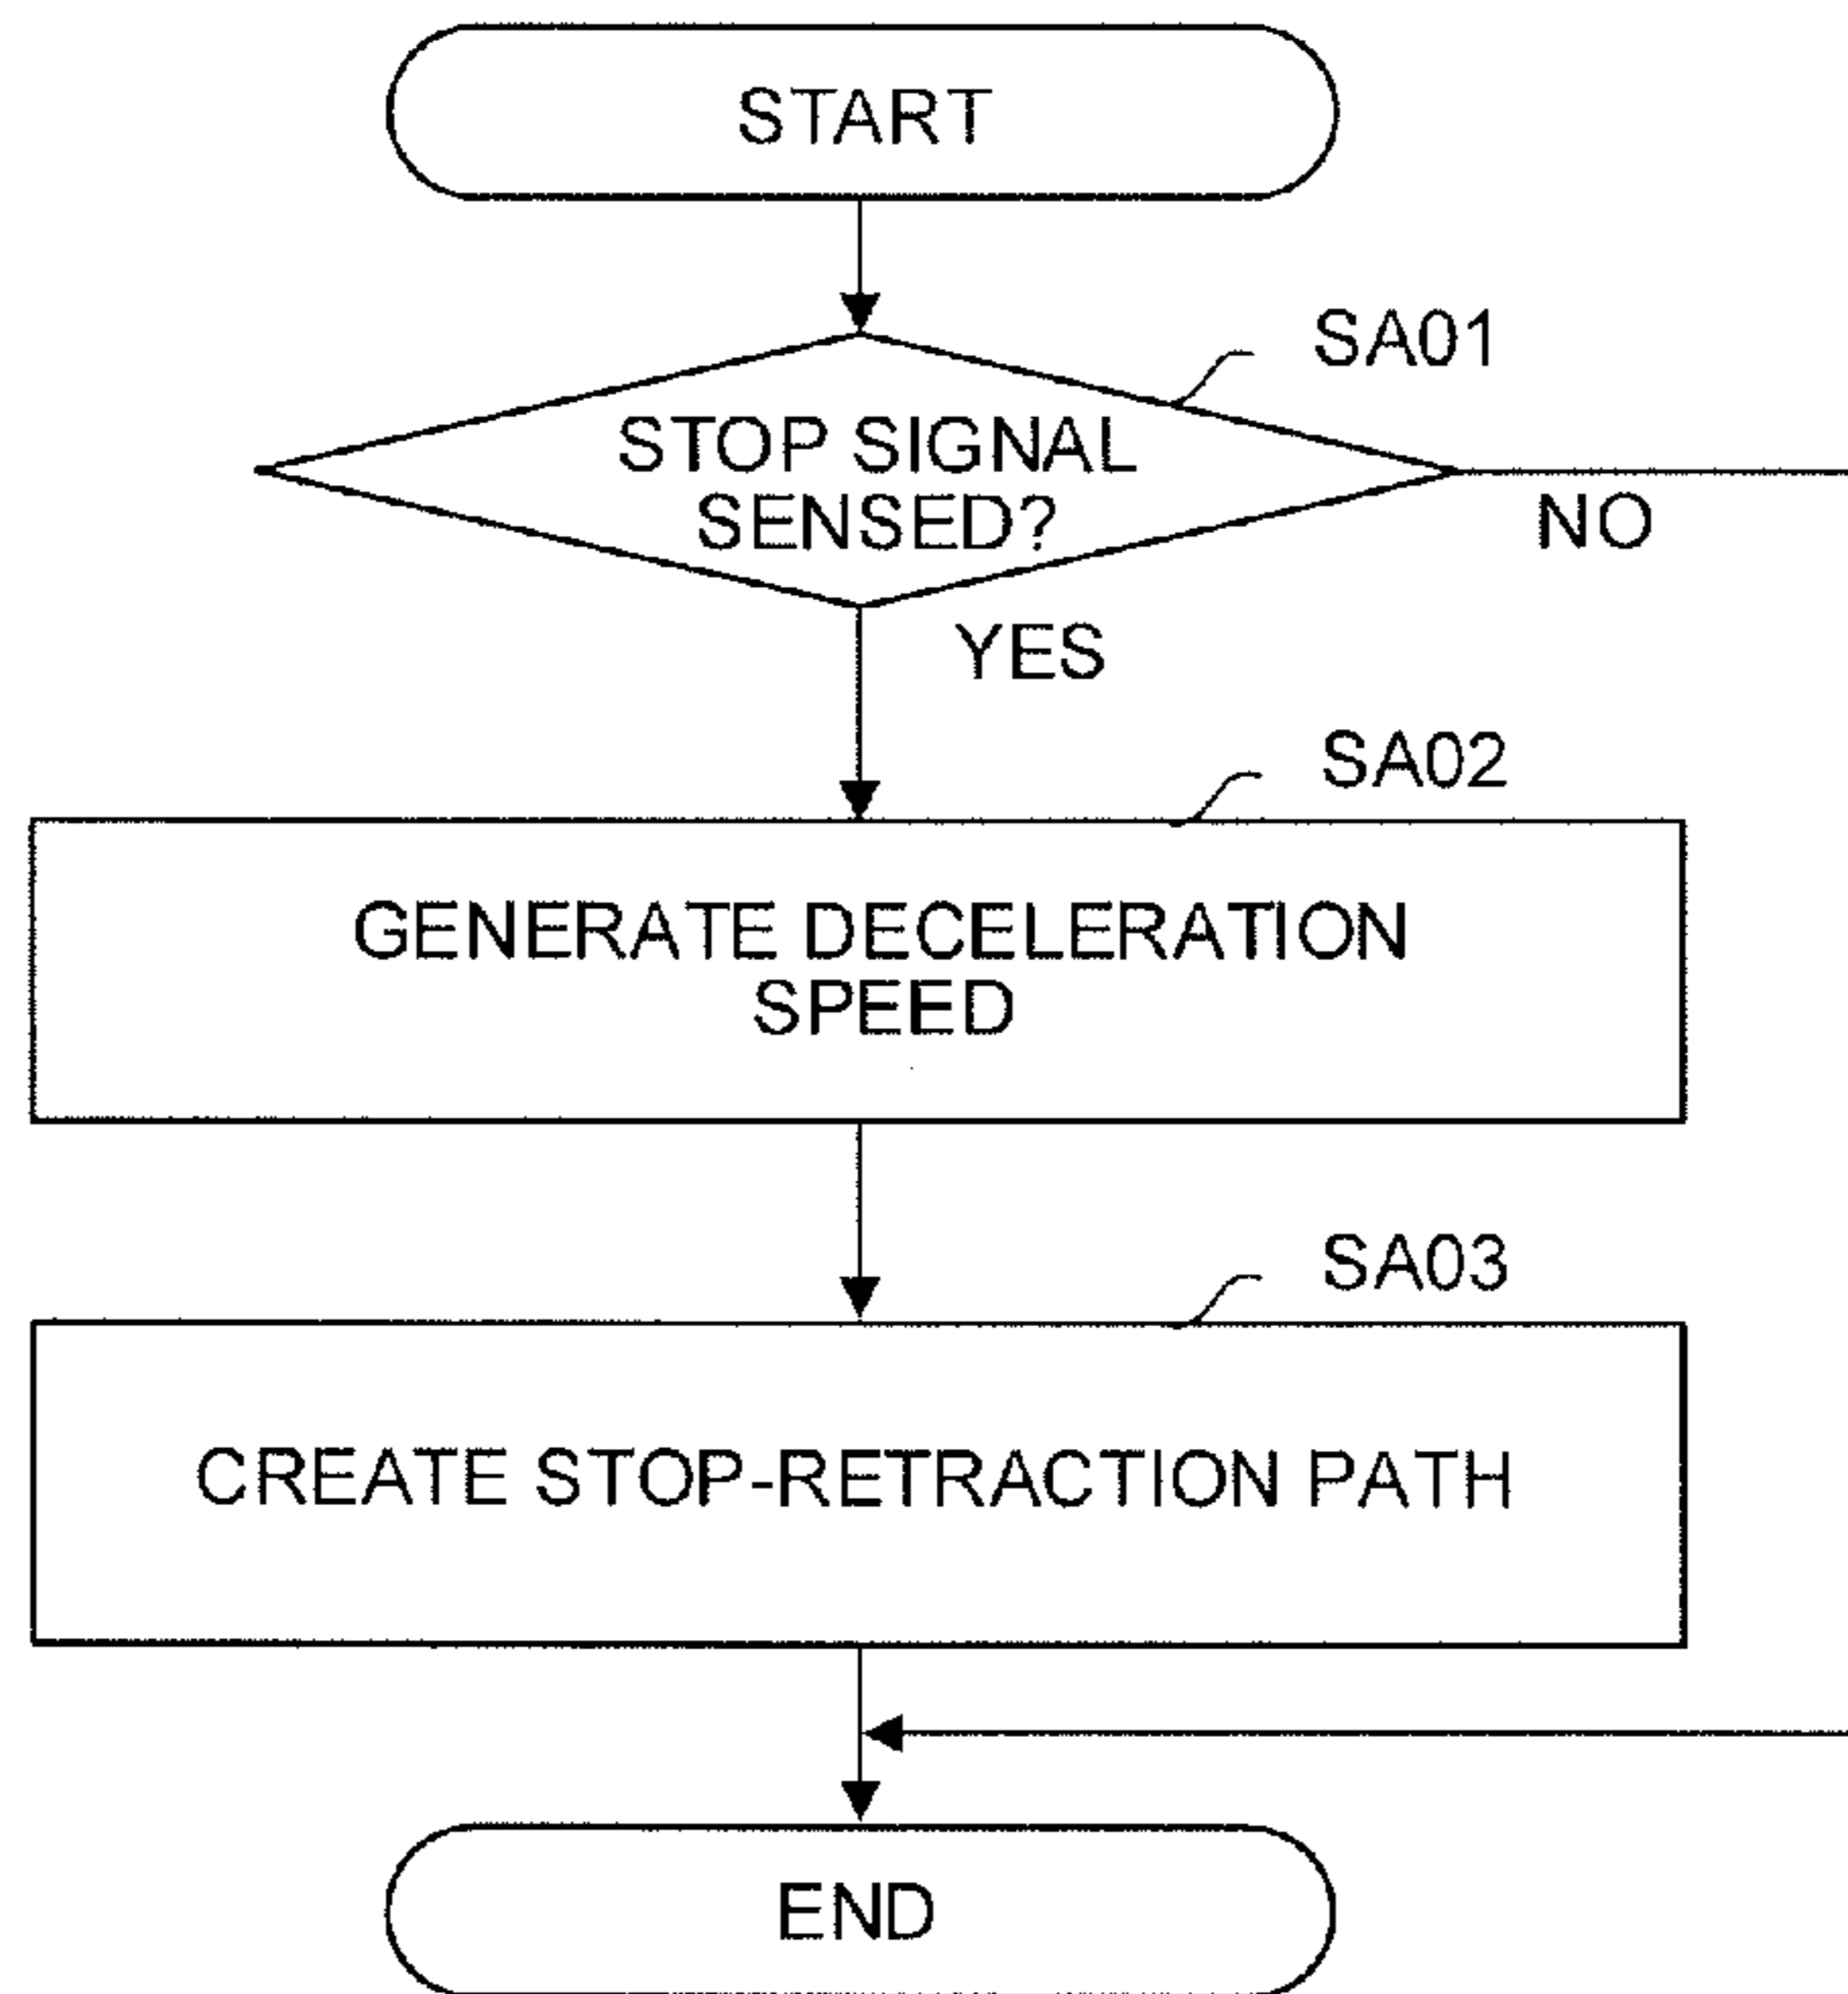 START
SA01
STOP SIGNAL
SENSED?
NO
YES
SA02
GENERATE DECELERATION
SPEED
SA03
CREATE STOP-RETRACTION PATH
END